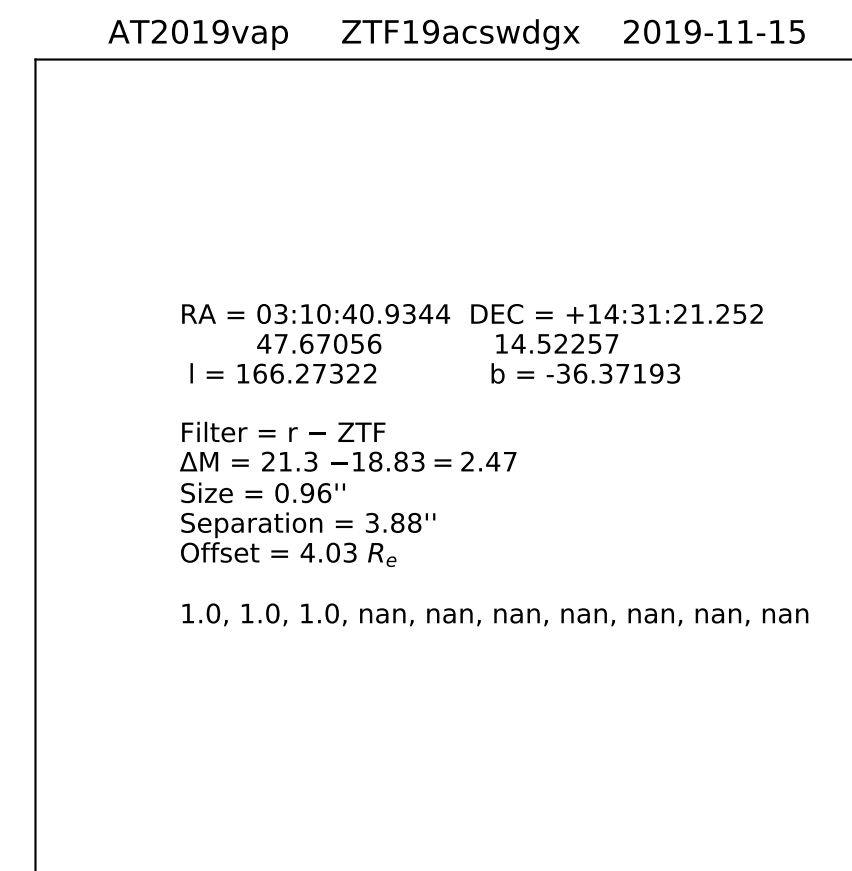 AT2019vap ZTF19acswdgx 2019-11-15
RA = 03:10:40.9344 DEC = +14:31:21.252
47.67056 14.52257
l = 166.27322 b = -36.37193
Filter = r − ZTF
ΔM = 21.3 −18.83 = 2.47
Size = 0.96''
Separation = 3.88''
Offset = 4.03 Re
1.0, 1.0, 1.0, nan, nan, nan, nan, nan, nan, nan